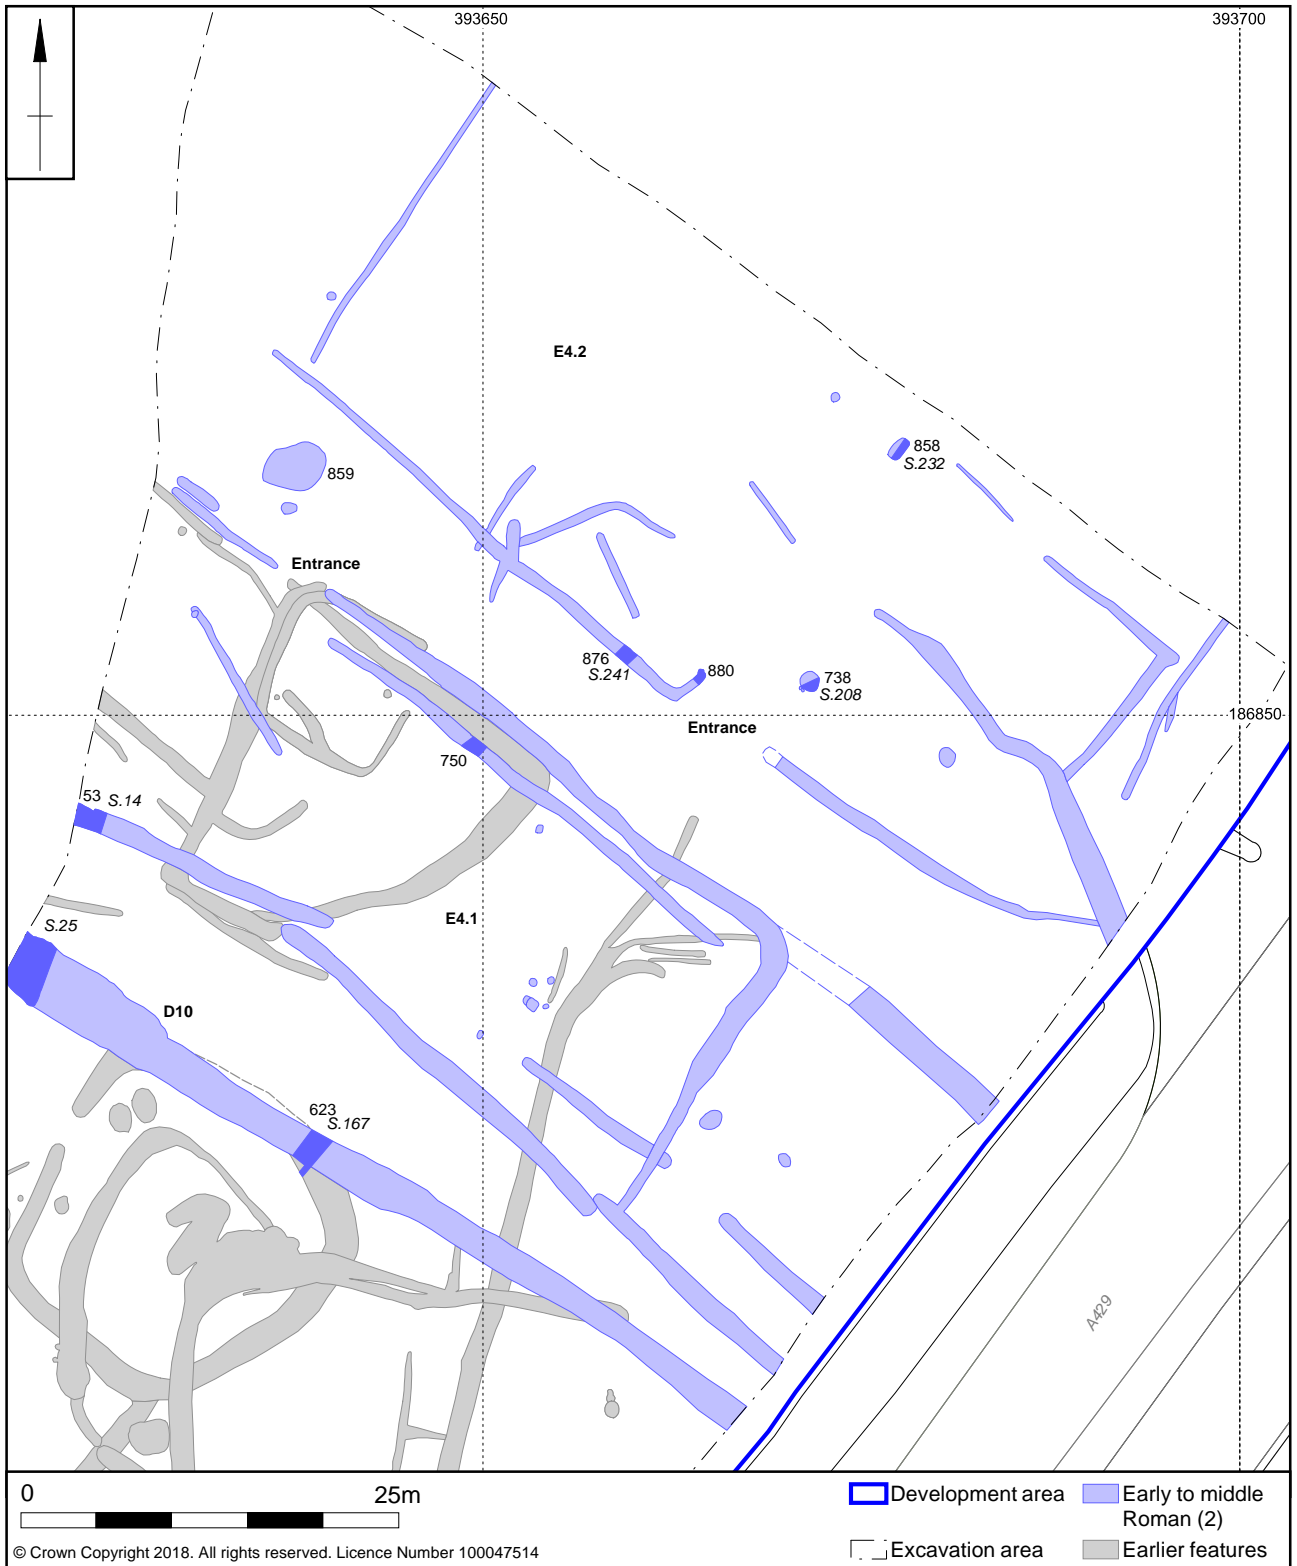 393650
393700
E4.2
858
S.232
859
Entrance
876
S.241
880
738
S.208
186850
Entrance
750
53
S.14
E4.1
S.25
D10
623
S.167
A429
0
25m
Development area
Early to middle
Roman (2)
© Crown Copyright 2018. All rights reserved. Licence Number 100047514
Excavation area
Earlier features